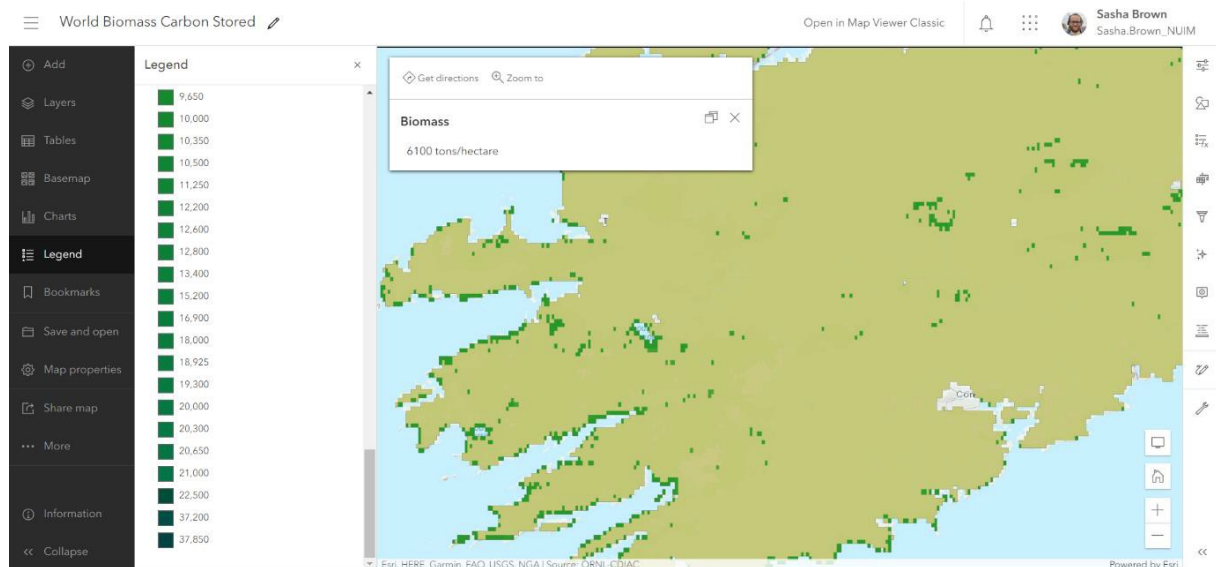 World Biomass Carbon Stored
Open in Map Viewer Classic
Sasha Brown
Sasha.Brown_NUIM
Add
Layers
Tables
Basemap
Charts
Legend
Bookmarks
Save and open
Map properties
Share map
More
Information
Collapse
Legend
9,650
10,000
10,350
10,500
11,250
12,200
12,600
12,800
13,400
15,200
16,900
18,000
18,925
19,300
20,000
20,300
20,650
21,000
22,500
37,200
37,850
Get directions
Zoom to
Biomass
6100 tons/hectare
Esri, HERE, Garmin, FAO, USGS, NGA | Source: ORNL-CDIAC
Powered by Esri